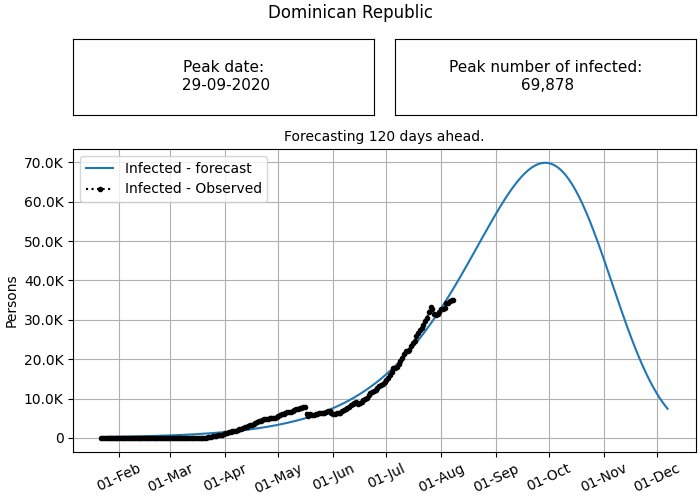 Dominican Republic
Peak date:
29-09-2020
Peak number of infected:
69,878
Forecasting 120 days ahead.
Infected - forecast
Infected - Observed
70.0K
60.0K
50.0K
40.0K
30.0K
20.0K
10.0K
0
Persons
01-Feb
01-Mar
01-Apr
01-May
01-Jun
01-Jul
01-Aug
01-Sep
01-Oct
01-Nov
01-Dec